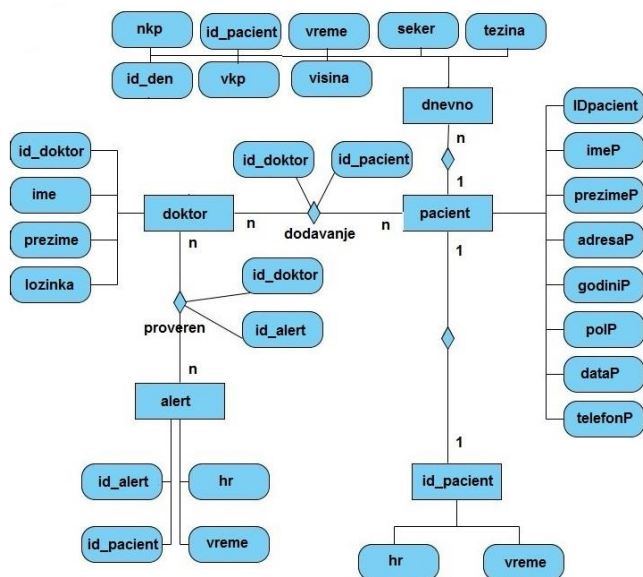 nkp
id_pacient
vreme
seker
tezina
id_den
vkp
visina
dnevno
IDpacient
n
id_doktor
id_doktor
id_pacient
imeP
ime
1
prezimeP
doktor
n
n
pacient
dodavanje
prezime
n
1
adresaP
lozinka
id_doktor
godiniP
proveren
id_alert
polP
n
dataP
alert
telefonP
1
id_alert
hr
id_pacient
id_pacient
vreme
hr
vreme